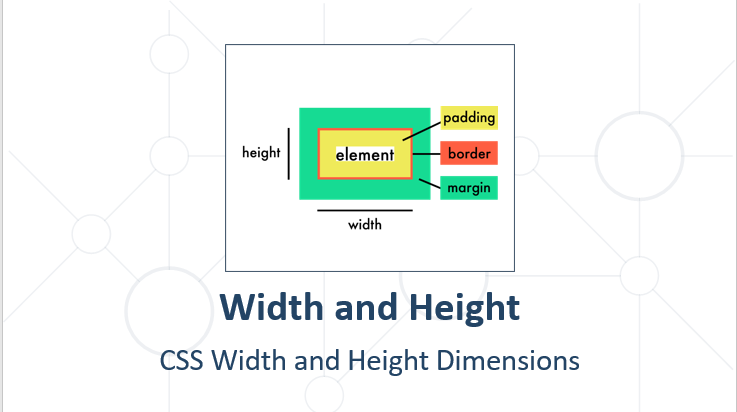 padding
height
element
border
margin
width
Width and Height
CSS Width and Height Dimensions